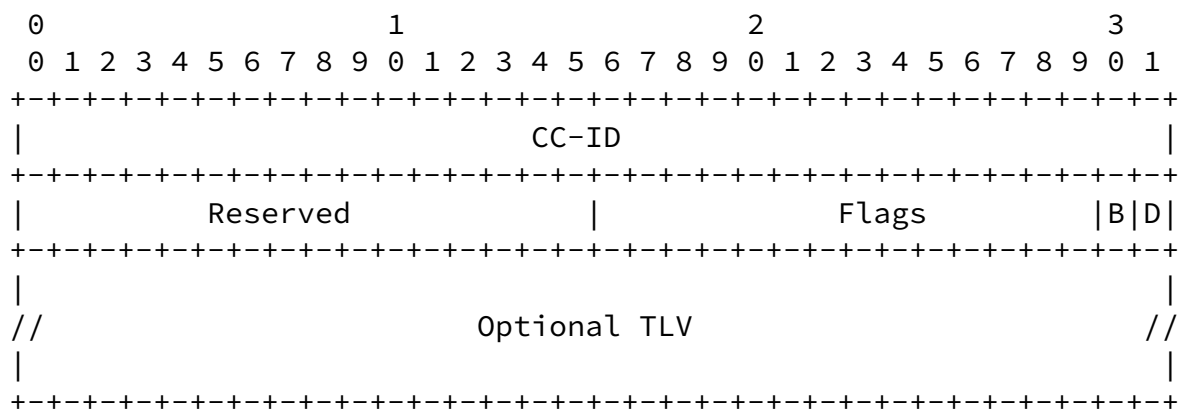 0                   1                   2                   3
 0 1 2 3 4 5 6 7 8 9 0 1 2 3 4 5 6 7 8 9 0 1 2 3 4 5 6 7 8 9 0 1
+-+-+-+-+-+-+-+-+-+-+-+-+-+-+-+-+-+-+-+-+-+-+-+-+-+-+-+-+-+-+-+-+
|                            CC-ID                              |
+-+-+-+-+-+-+-+-+-+-+-+-+-+-+-+-+-+-+-+-+-+-+-+-+-+-+-+-+-+-+-+-+
|          Reserved             |             Flags         |B|D|
+-+-+-+-+-+-+-+-+-+-+-+-+-+-+-+-+-+-+-+-+-+-+-+-+-+-+-+-+-+-+-+-+
|                                                               |
//                        Optional TLV                         //
|                                                               |
+-+-+-+-+-+-+-+-+-+-+-+-+-+-+-+-+-+-+-+-+-+-+-+-+-+-+-+-+-+-+-+-+